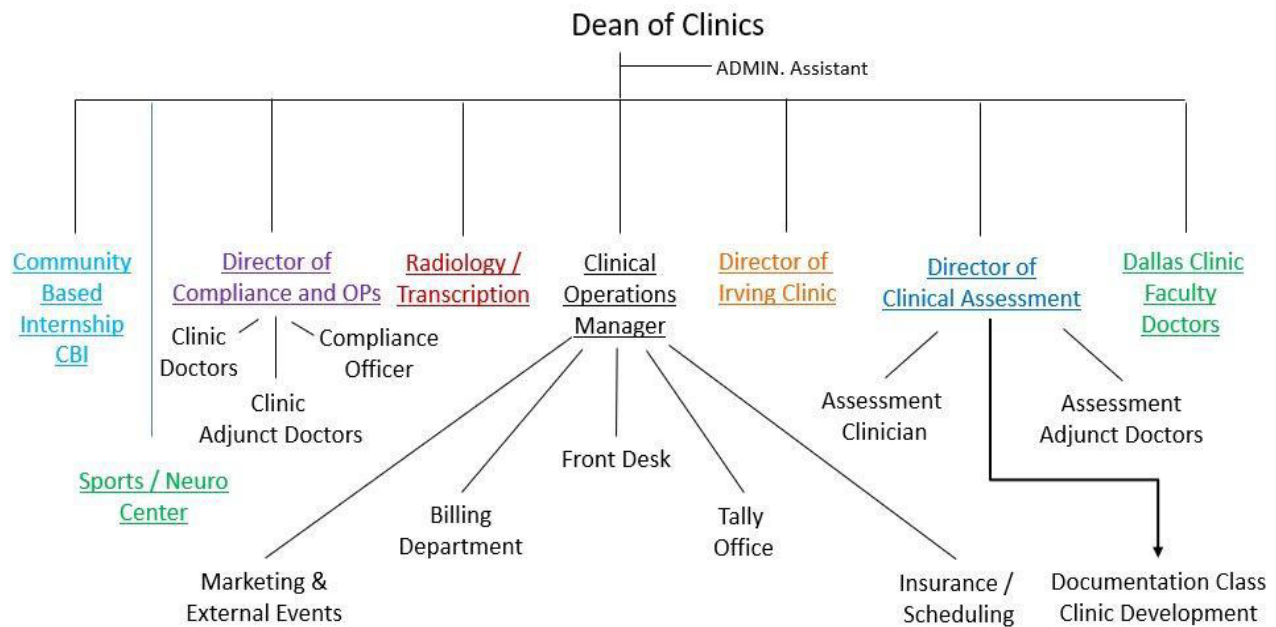 Dean of Clinics
ADMIN. Assistant
Community
Based
Internship
CBI
Sports / Neuro
Center
Director of
Compliance and OPs
Clinic
Doctors
Clinic
Adjunct Doctors
Compliance
Officer
Radiology /
Transcription
Clinical
Operations
Manager
Marketing &
External Events
Billing
Department
Front Desk
Tally
Office
Insurance /
Scheduling
Director of
Irving Clinic
Director of
Clinical Assessment
Assessment
Clinician
Assessment
Adjunct Doctors
Documentation Class
Clinic Development
Dallas Clinic
Faculty
Doctors